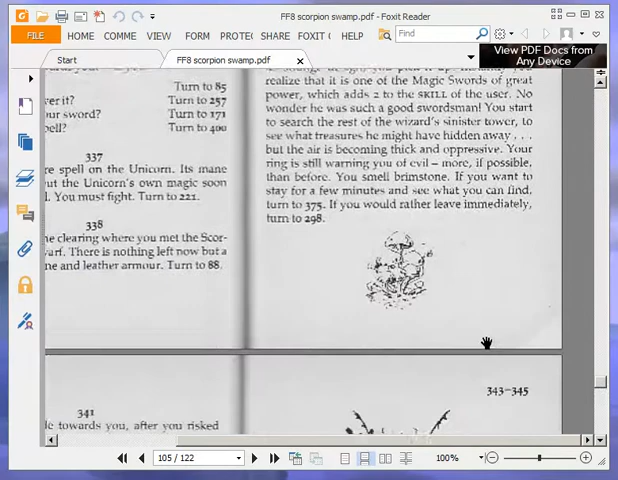 FF8 scorpion swamp.pdf - Foxit Reader
FILE HOME COMME VIEW FORM PROTE SHARE FOXIT C HELP Find
Start FF8 scorpion swamp.pdf × View PDF Docs from
Any Device
Turn to 85
ver it? Turn to 257
ur sword? Turn to 171
pell? Turn to 400
337
re spell on the Unicorn. Its mane
ut the Unicorn's own magic soon
l. You must fight. Turn to 221.
338
he clearing where you met the Scor-
warf. There is nothing left now but a
ne and leather armour. Turn to 88.
realize that it is one of the Magic Swords of great
power, which adds 2 to the SKILL of the user. No
wonder he was such a good swordsman! You start
to search the rest of the wizard's sinister tower, to
see what treasures he might have hidden away . . .
but the air is becoming thick and oppressive. Your
ring is still warning you of evil – more, if possible,
than before. You smell brimstone. If you want to
stay for a few minutes and see what you can find,
turn to 375. If you would rather leave immediately,
turn to 298.
341
le towards you, after you risked
343-345
105 / 122 100%